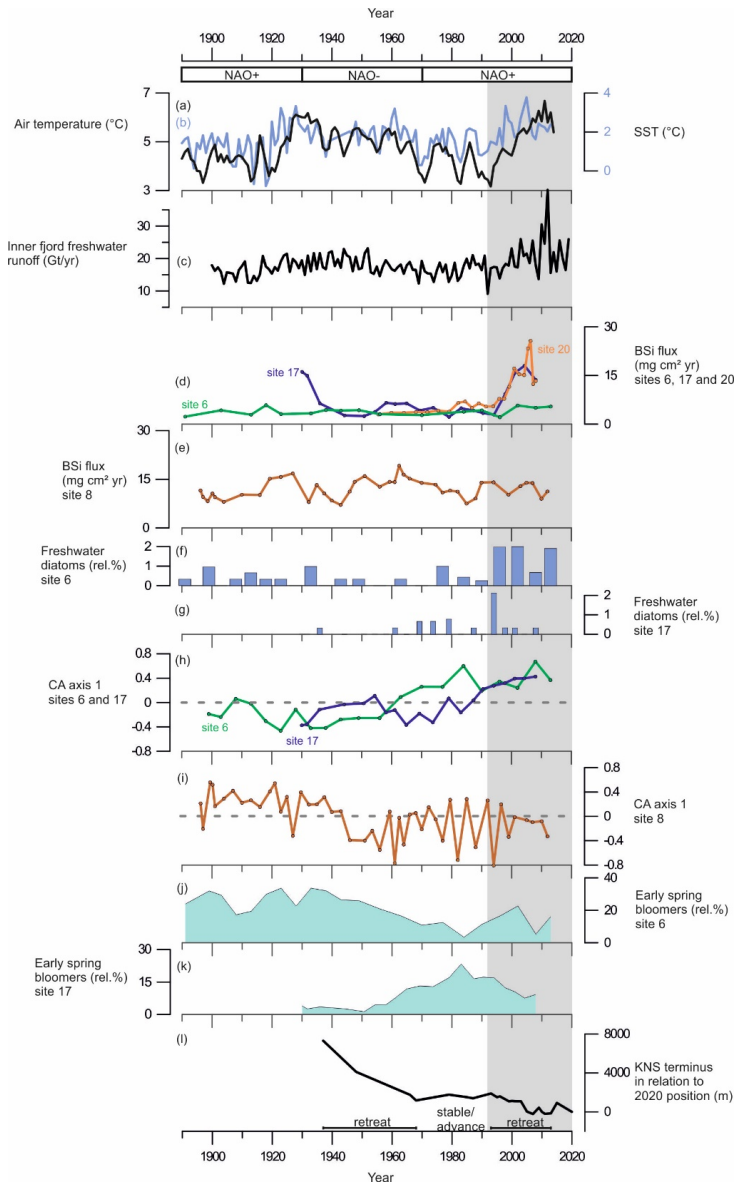 Year
1900 1920 1940 1960 1980 2000 2020
NAO+ NAO- NAO+
7
5
3
Air temperature (°C)
(a)
(b)
4
2
0
SST (°C)
30
20
10
Inner fjord freshwater
runoff (Gt/yr)
(c)
30
15
0
BSi flux
(mg cm² yr)
sites 6, 17 and 20
(d)
site 6
site 17
site 20
30
15
0
BSi flux
(mg cm² yr)
site 8
(e)
2
1
0
Freshwater
diatoms (rel.%)
site 6
(f)
2
1
0
Freshwater
diatoms (rel.%)
site 17
(g)
0.8
0.4
0
-0.4
-0.8
CA axis 1
sites 6 and 17
(h)
site 6
site 17
0.8
0.4
0
-0.4
-0.8
CA axis 1
site 8
(i)
40
20
0
Early spring
bloomers (rel.%)
site 6
(j)
30
15
0
Early spring
bloomers (rel.%)
site 17
(k)
8000
4000
0
KNS terminus
in relation to
2020 position (m)
(l)
retreat
stable/
advance
retreat
1900 1920 1940 1960 1980 2000 2020
Year